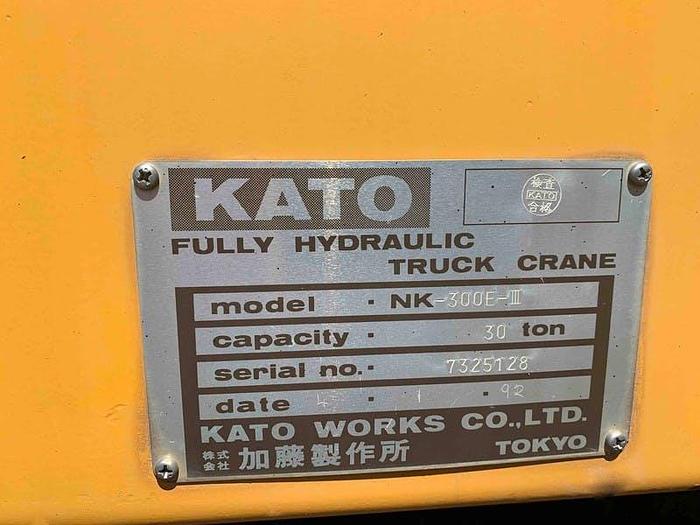 KATO
検査
KATO
合格
FULLY HYDRAULIC
TRUCK CRANE
model · NK-300E-III
capacity · 30 ton
serial no. · 7325128
date 4 · 1 · 92
KATO WORKS CO.,LTD.
株式会社 加藤製作所 TOKYO